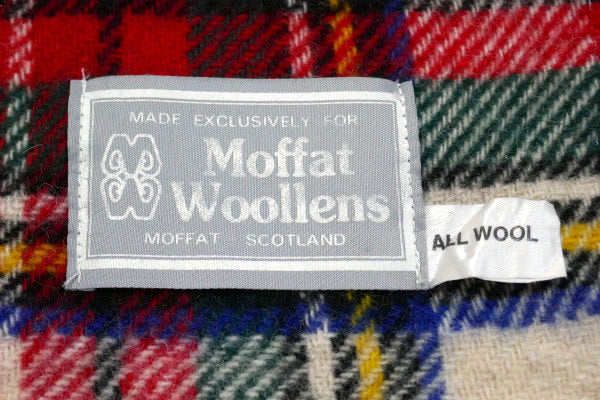 MADE EXCLUSIVELY FOR
Moffat
Woollens
MOFFAT SCOTLAND
ALL WOOL